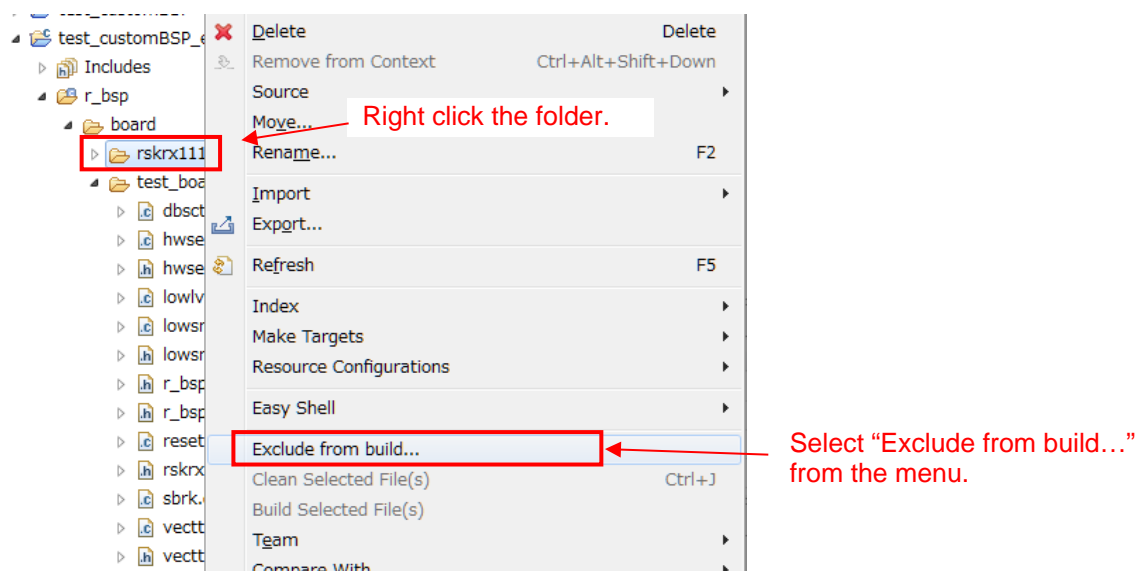 test_customBSP_e
Includes
r_bsp
board
rskrx111
test_boa
dbsct
hwse
hwse
lowlv
lowsr
lowsr
r_bsp
r_bsp
reset
rskrx
sbrk.
vectt
vectt
Delete Delete
Remove from Context Ctrl+Alt+Shift+Down
Source
Move...
Rename... F2
Import
Export...
Refresh F5
Index
Make Targets
Resource Configurations
Easy Shell
Exclude from build...
Clean Selected File(s) Ctrl+J
Build Selected File(s)
Team
Compare With
Right click the folder.
Select “Exclude from build…”
from the menu.